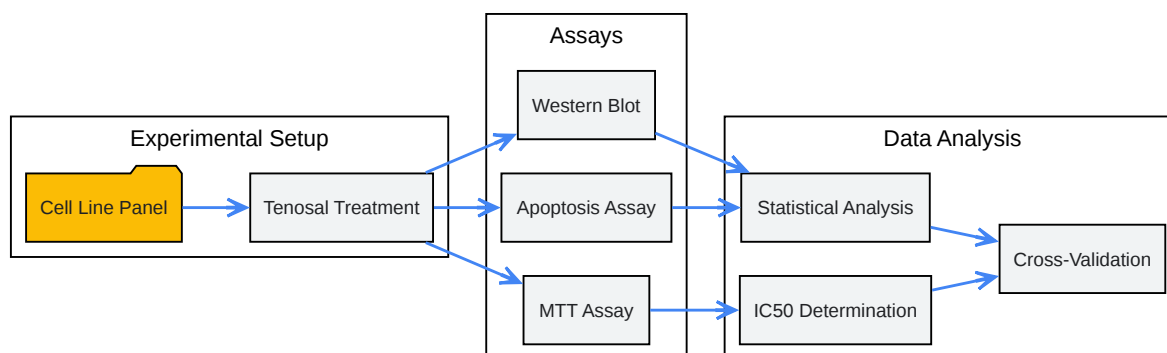 Experimental Setup
Cell Line Panel
Tenosal Treatment
Assays
Western Blot
Apoptosis Assay
MTT Assay
Data Analysis
Statistical Analysis
IC50 Determination
Cross-Validation